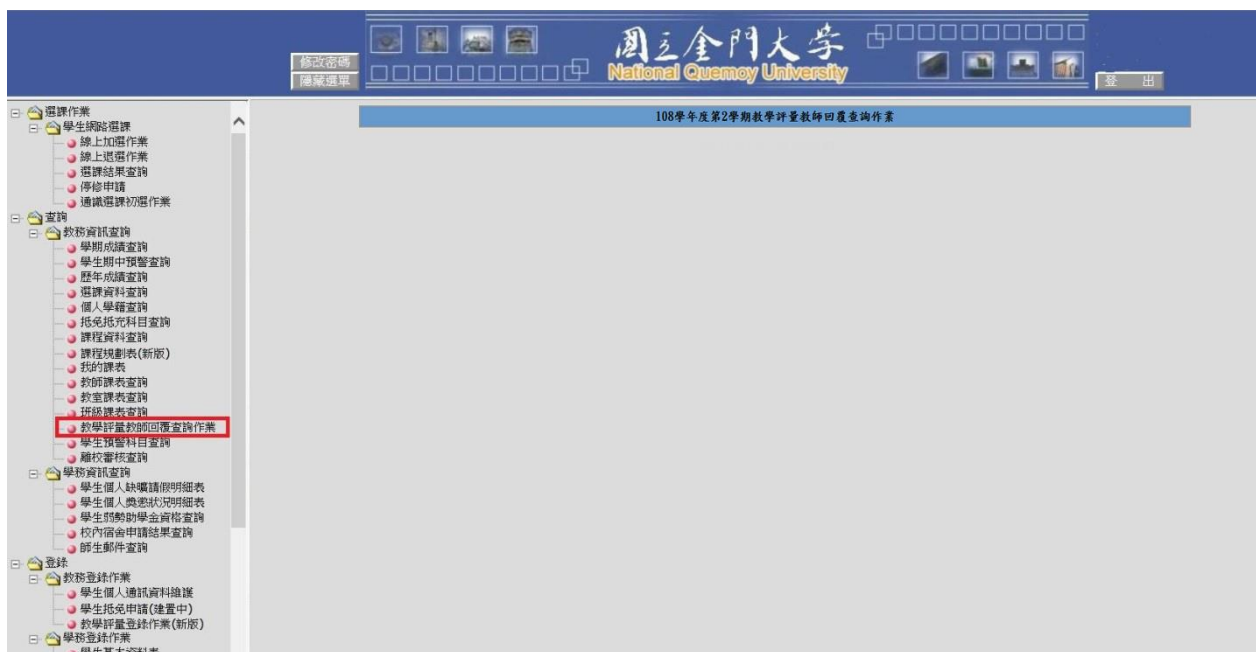 修改密碼
隱藏選單
國立金門大学
National Quemoy University
登 出
108學年度第2學期教學評量教師回覆查詢作業
選課作業
學生網路選課
線上加選作業
線上退選作業
選課結果查詢
停修申請
通識選課初選作業
查詢
教務資訊查詢
學期成績查詢
學生期中預警查詢
歷年成績查詢
選課資料查詢
個人學籍查詢
抵免抵充科目查詢
課程資料查詢
課程規劃表(新版)
我的課表
教師課表查詢
教室課表查詢
班級課表查詢
教學評量教師回覆查詢作業
學生預警科目查詢
離校審核查詢
學務資訊查詢
學生個人缺曠請假明細表
學生個人獎懲狀況明細表
學生弱勢助學金資格查詢
校內宿舍申請結果查詢
師生郵件查詢
登錄
教務登錄作業
學生個人通訊資料維護
學生抵免申請(建置中)
教學評量登錄作業(新版)
學務登錄作業
學生基本資料表